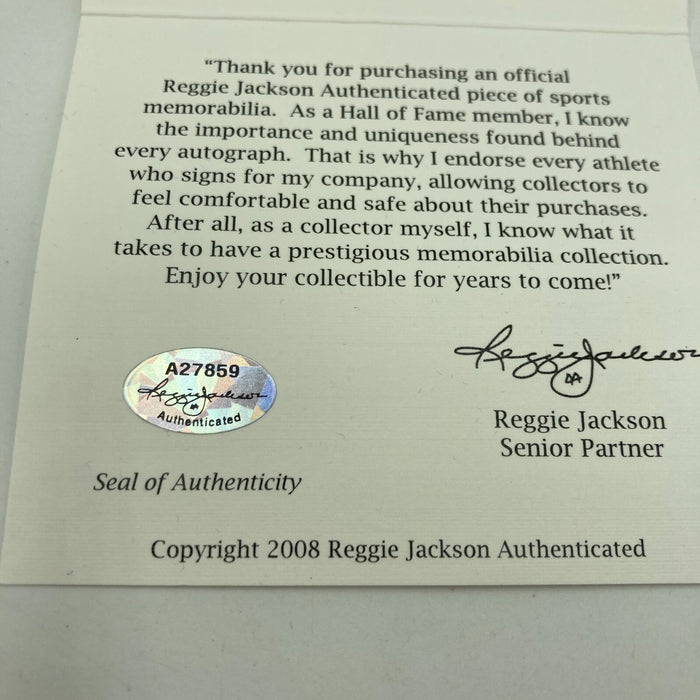 “Thank you for purchasing an official
Reggie Jackson Authenticated piece of sports
memorabilia. As a Hall of Fame member, I know
the importance and uniqueness found behind
every autograph. That is why I endorse every athlete
who signs for my company, allowing collectors to
feel comfortable and safe about their purchases.
After all, as a collector myself, I know what it
takes to have a prestigious memorabilia collection.
Enjoy your collectible for years to come!”
Reggie Jackson
Reggie Jackson
Senior Partner
A27859
Reggie Jackson
Authenticated
Seal of Authenticity
Copyright 2008 Reggie Jackson Authenticated